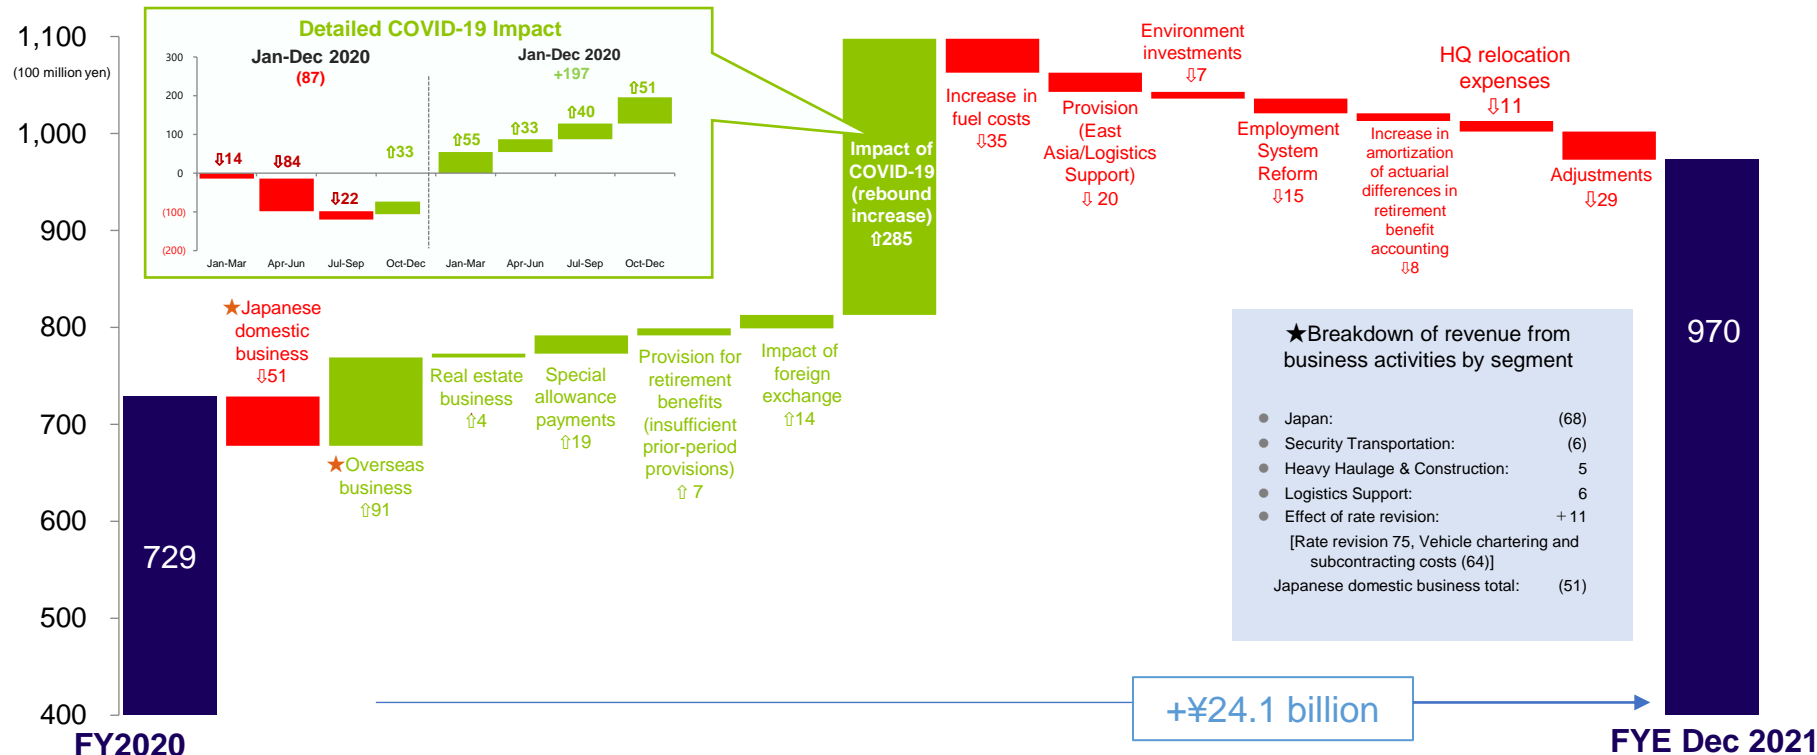 1,100
(100 million yen)
1,000
900
800
700
600
500
400
Detailed COVID-19 Impact
Jan-Dec 2020
(87)
Jan-Dec 2020
+197
300
200
100
0
(100)
(200)
⇩14
⇩84
⇩22
⇧33
⇧55
⇧33
⇧40
⇧51
Jan-Mar
Apr-Jun
Jul-Sep
Oct-Dec
Jan-Mar
Apr-Jun
Jul-Sep
Oct-Dec
729
FY2020
★Japanese
domestic
business
⇩51
★Overseas
business
⇧91
Real estate
business
⇧4
Special
allowance
payments
⇧19
Provision for
retirement
benefits
(insufficient
prior-period
provisions)
⇧ 7
Impact of
foreign
exchange
⇧14
Impact of
COVID-19
(rebound
increase)
⇧285
Increase in
fuel costs
⇩35
Provision
(East
Asia/Logistics
Support)
⇩ 20
Environment
investments
⇩7
Employment
System
Reform
⇩15
Increase in
amortization
of actuarial
differences in
retirement
benefit
accounting
⇩8
HQ relocation
expenses
⇩11
Adjustments
⇩29
970
FYE Dec 2021
★Breakdown of revenue from
business activities by segment
● Japan: (68)
● Security Transportation: (6)
● Heavy Haulage & Construction: 5
● Logistics Support: 6
● Effect of rate revision: +11
[Rate revision 75, Vehicle chartering and
subcontracting costs (64)]
Japanese domestic business total: (51)
+¥24.1 billion